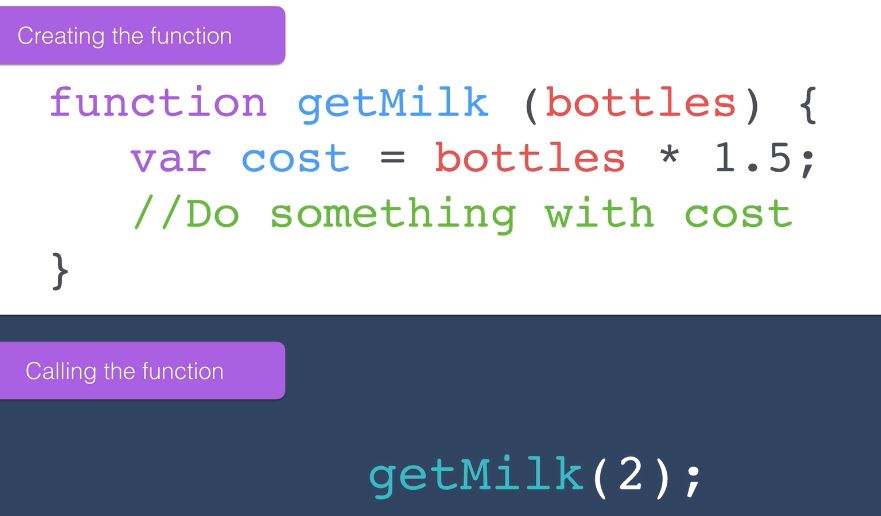 Creating the function
function getMilk (bottles) {
var cost = bottles * 1.5;
//Do something with cost
}
Calling the function
getMilk(2);